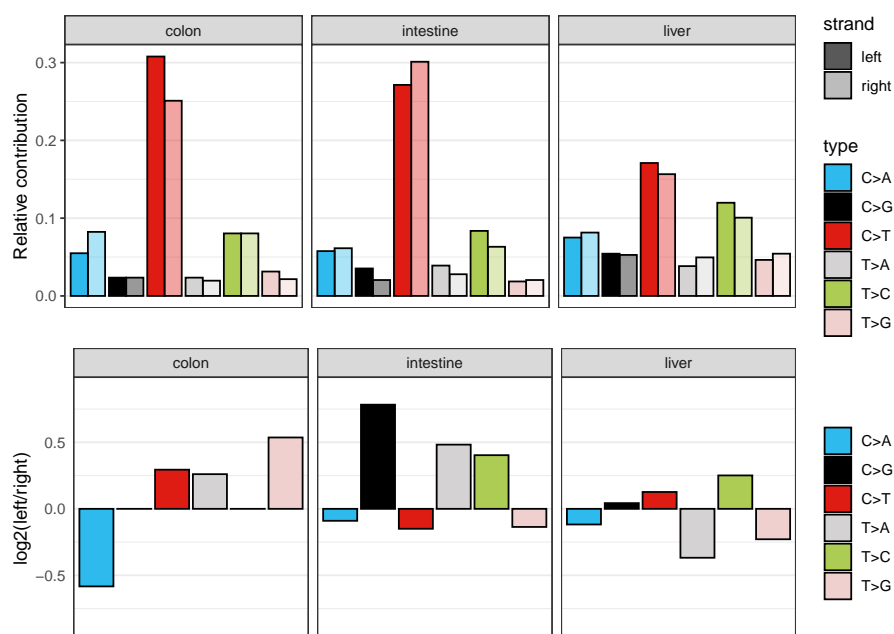 colon
intestine
liver
Relative contribution
0.3
0.2
0.1
0.0
strand
left
right
type
C>A
C>G
C>T
T>A
T>C
T>G
colon
intestine
liver
log2(left/right)
0.5
0.0
−0.5
C>A
C>G
C>T
T>A
T>C
T>G